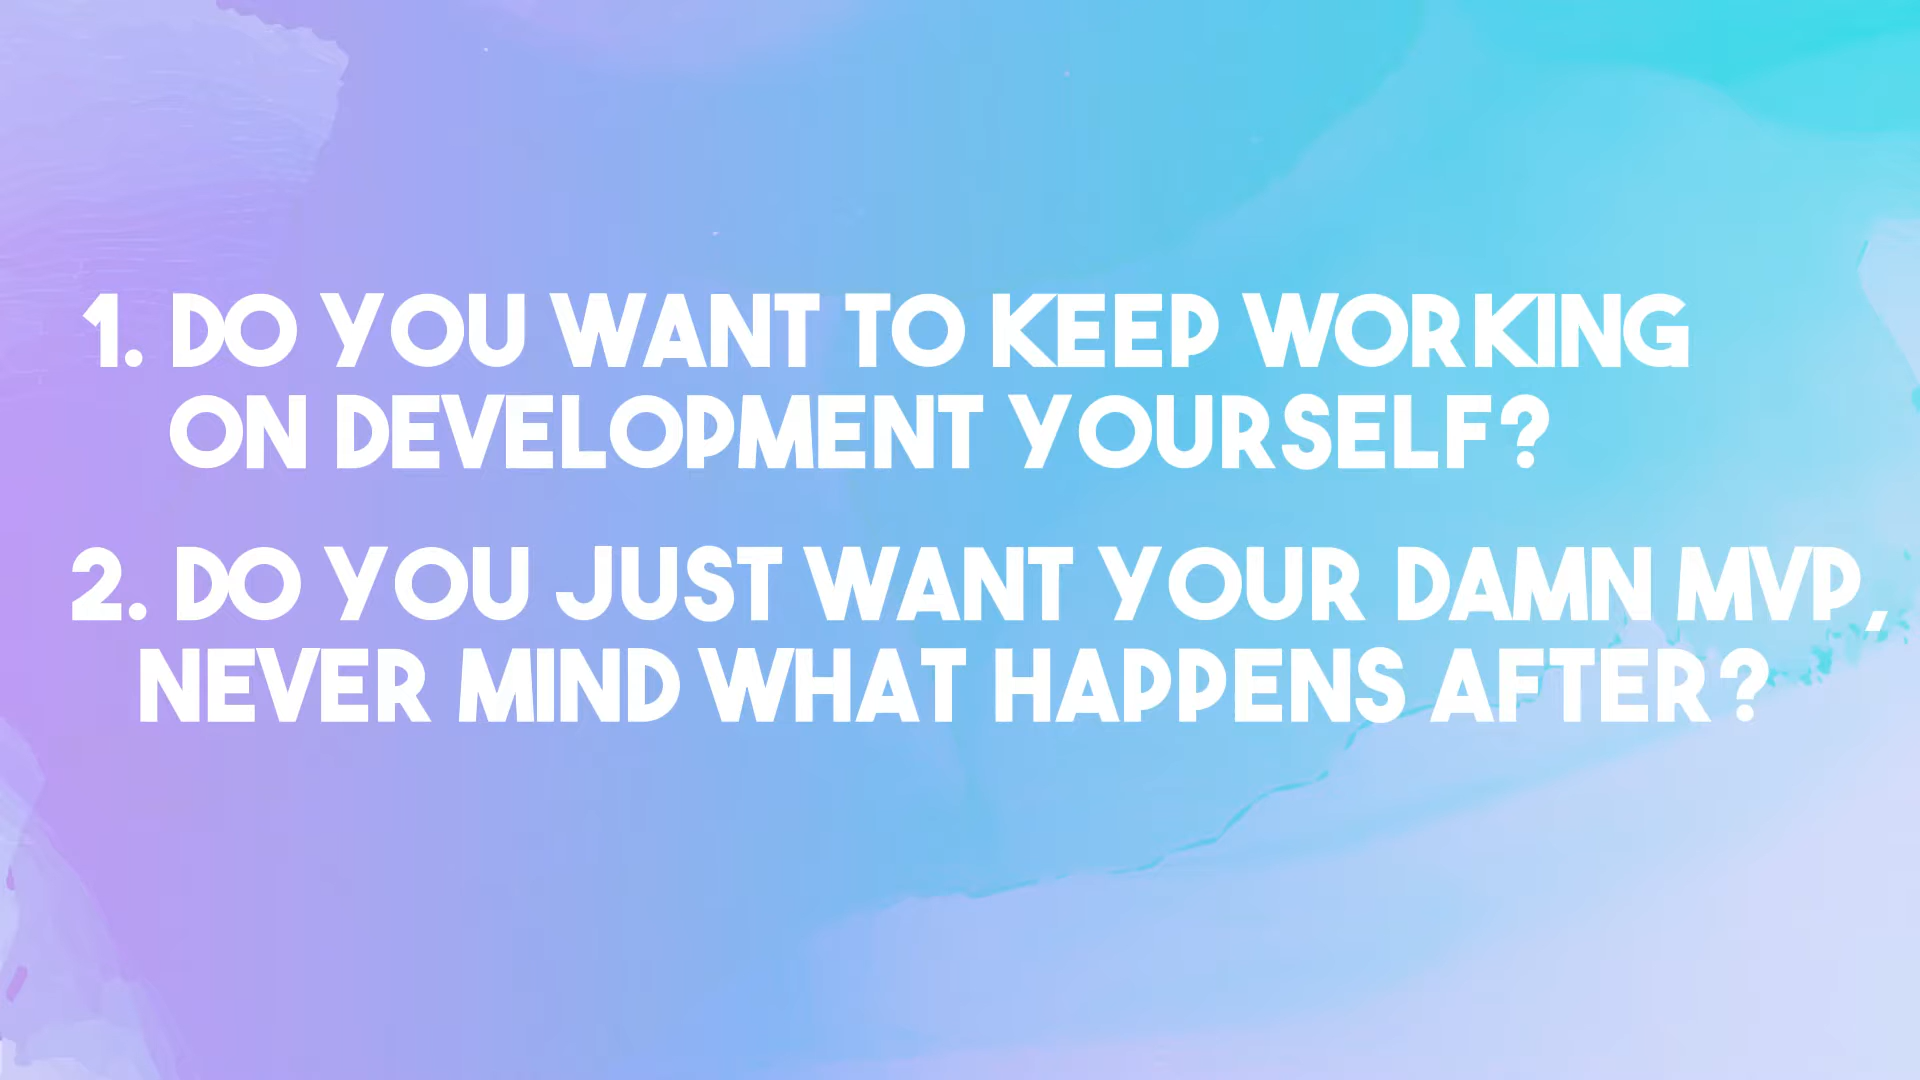 1. DO YOU WANT TO KEEP WORKING
ON DEVELOPMENT YOURSELF?
2. DO YOU JUST WANT YOUR DAMN MVP,
NEVER MIND WHAT HAPPENS AFTER?